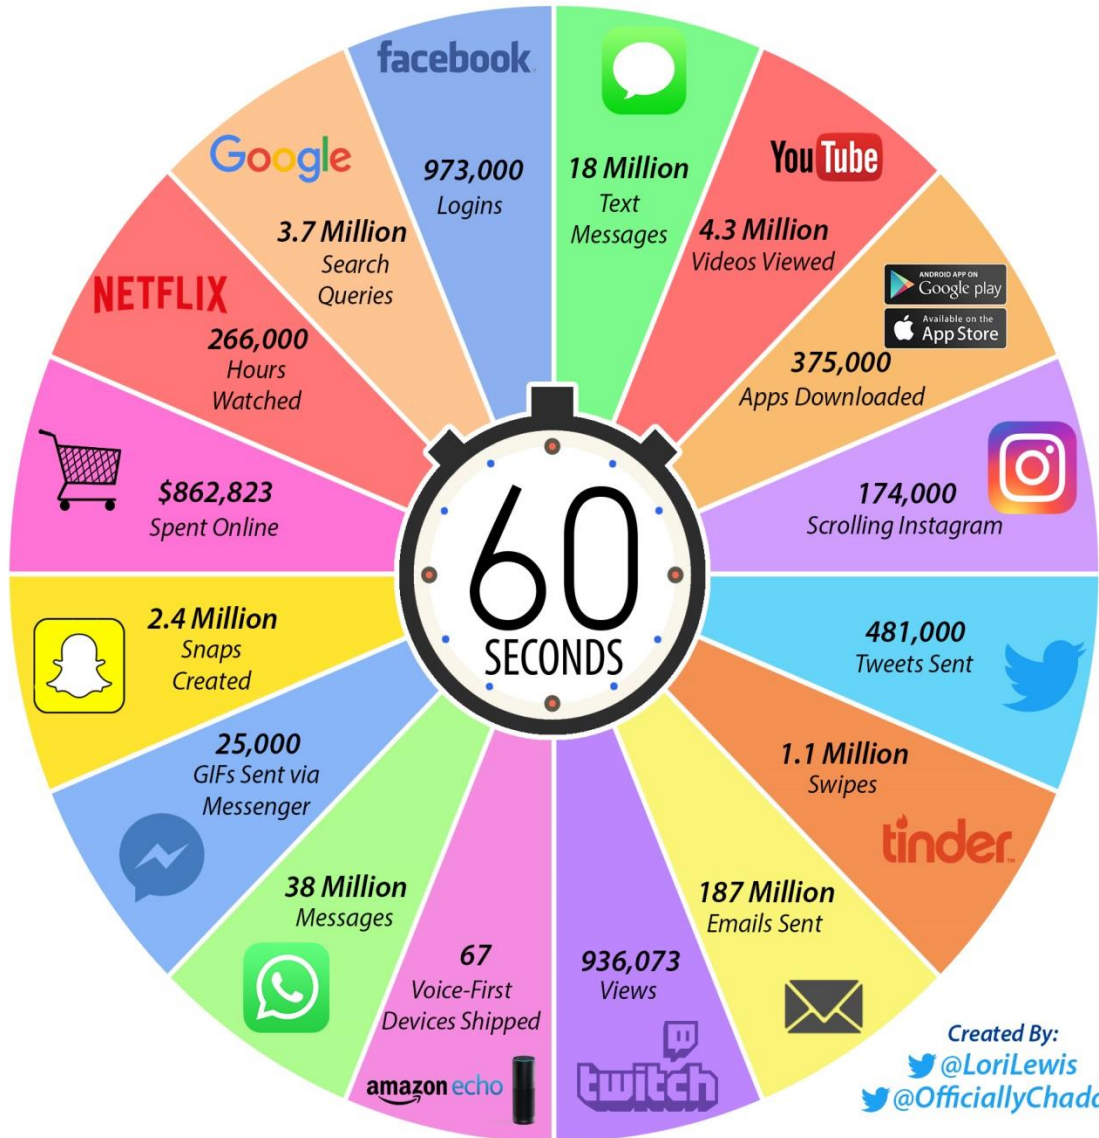 facebook
973,000
Logins
18 Million
Text
Messages
YouTube
4.3 Million
Videos Viewed
ANDROID APP ON
Google play
Available on the
App Store
375,000
Apps Downloaded
174,000
Scrolling Instagram
481,000
Tweets Sent
1.1 Million
Swipes
tinder
187 Million
Emails Sent
936,073
Views
twitch
67
Voice-First
Devices Shipped
amazon echo
38 Million
Messages
25,000
GIFs Sent via
Messenger
2.4 Million
Snaps
Created
$862,823
Spent Online
NETFLIX
266,000
Hours
Watched
Google
3.7 Million
Search
Queries
60
SECONDS
Created By:
@LoriLewis
@OfficiallyChadd